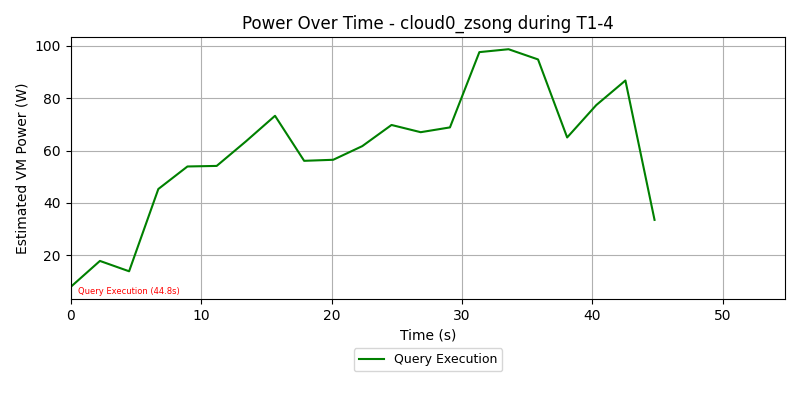 Power Over Time - cloud0_zsong during T1-4
Estimated VM Power (W)
100
80
60
40
20
Query Execution (44.8s)
0
10
20
30
40
50
Time (s)
Query Execution